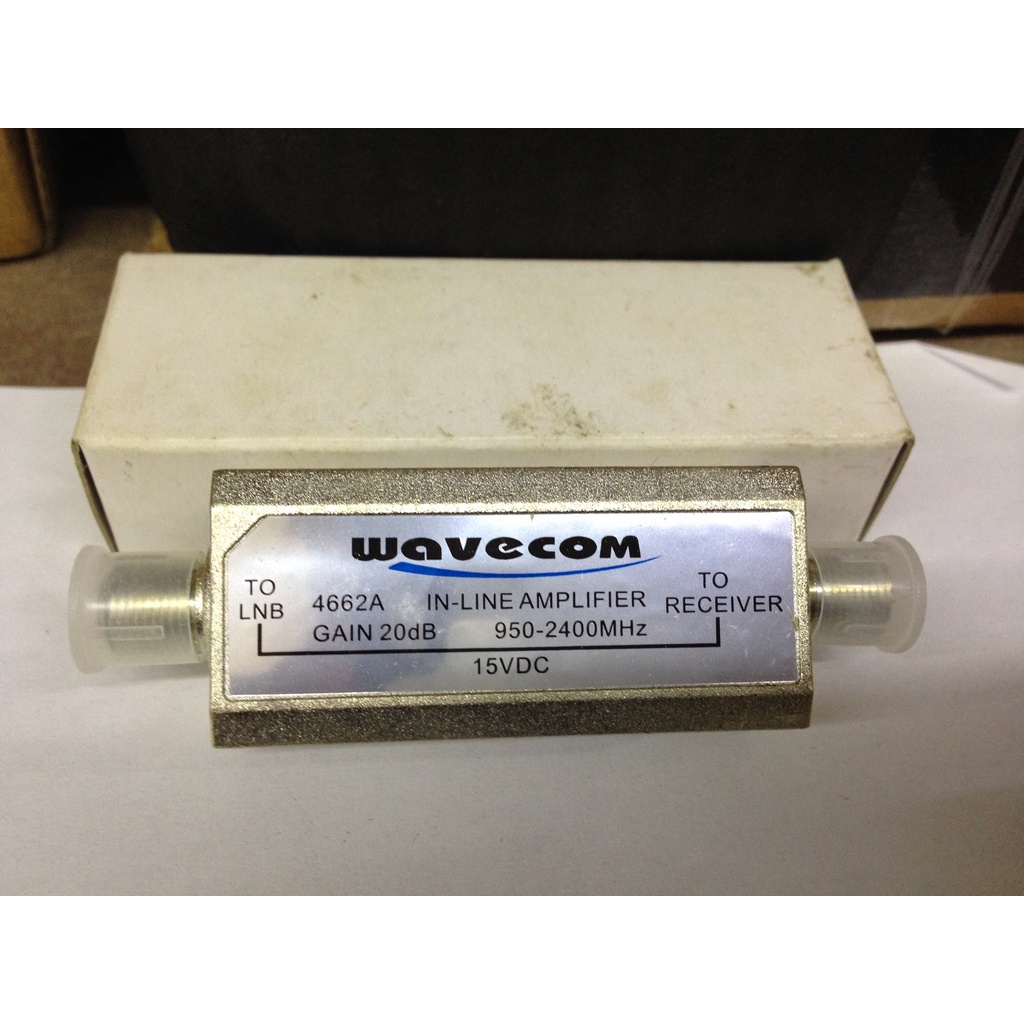 wavecom
TO LNB
4662A IN-LINE AMPLIFIER
TO RECEIVER
GAIN 20dB 950-2400MHz
15VDC